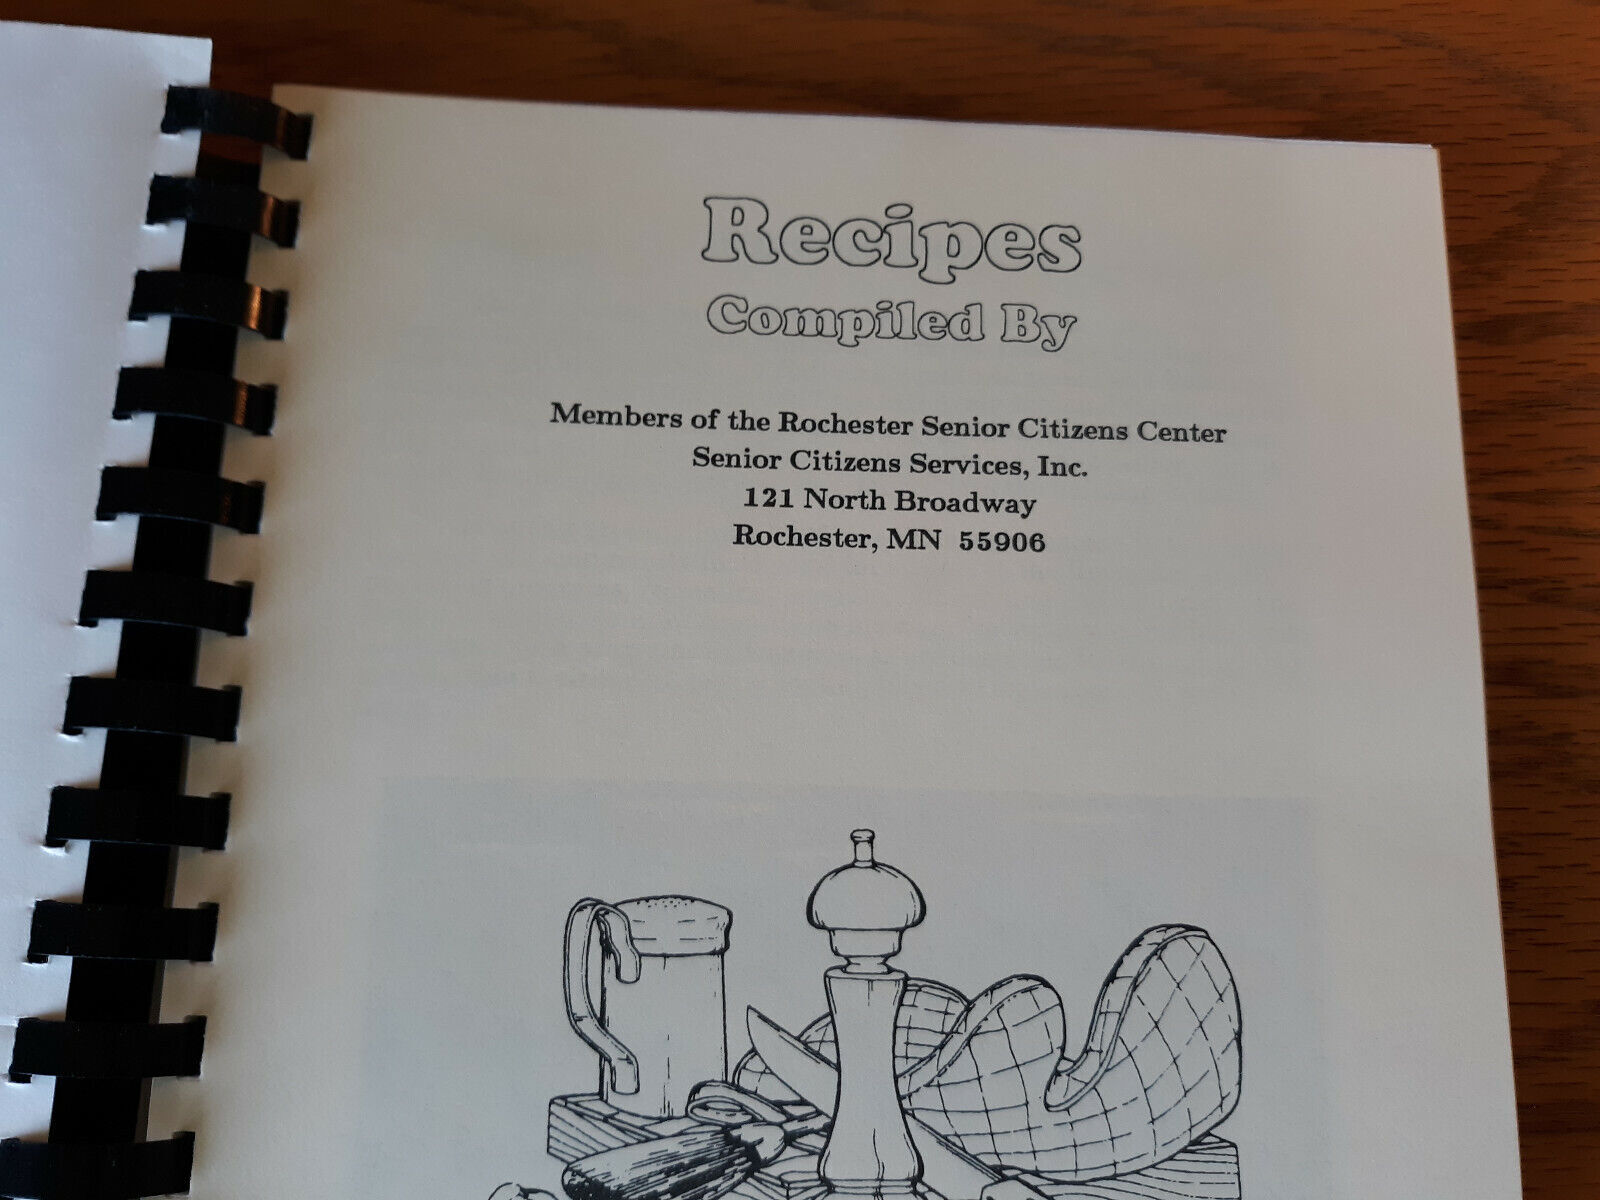 Recipes
Compiled By
Members of the Rochester Senior Citizens Center
Senior Citizens Services, Inc.
121 North Broadway
Rochester, MN 55906